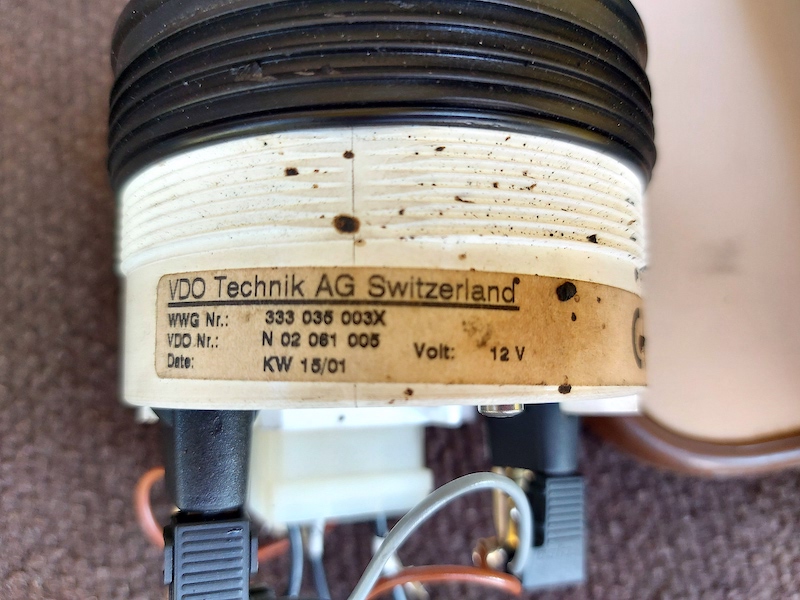 VDO Technik AG Switzerland
WWG Nr.: 333 035 003X
VDO Nr.: N 02 061 005
Volt: 12 V
Date: KW 15/01